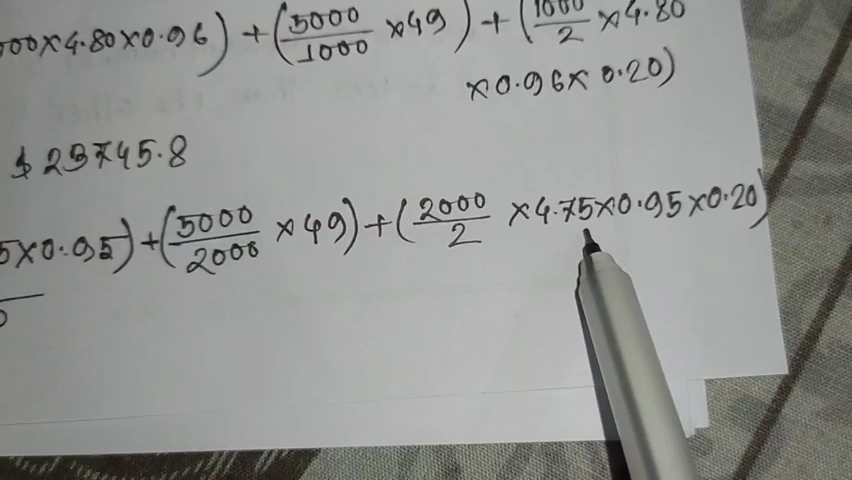 000×4.80×0.96) + (5000/1000 ×49) + (1000/2 ×4.80
×0.96×0.20)
$ 23745.8
5×0.95) + (5000/2000 ×49) + (2000/2 ×4.75×0.95×0.20)